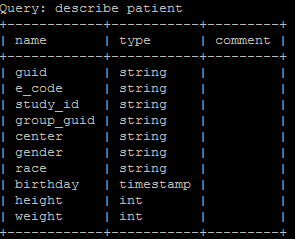 Query: describe patient
+------------+-----------+---------+
| name       | type      | comment |
+------------+-----------+---------+
| guid       | string    |         |
| e_code     | string    |         |
| study_id   | string    |         |
| group_guid | string    |         |
| center     | string    |         |
| gender     | string    |         |
| race       | string    |         |
| birthday   | timestamp |         |
| height     | int       |         |
| weight     | int       |         |
+------------+-----------+---------+